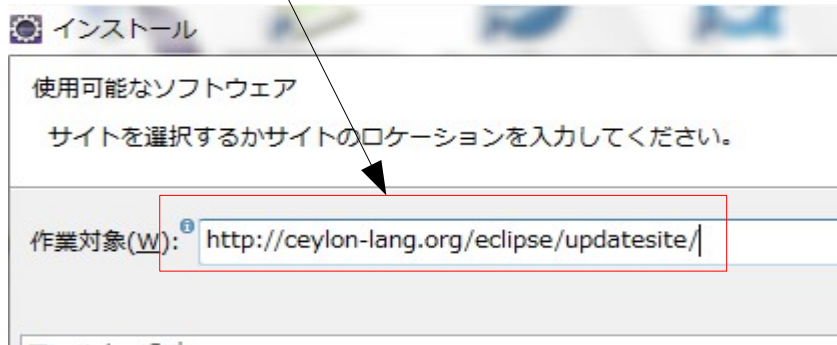 インストール
使用可能なソフトウェア
サイトを選択するかサイトのロケーションを入力してください。
作業対象(W): http://ceylon-lang.org/eclipse/updatesite/